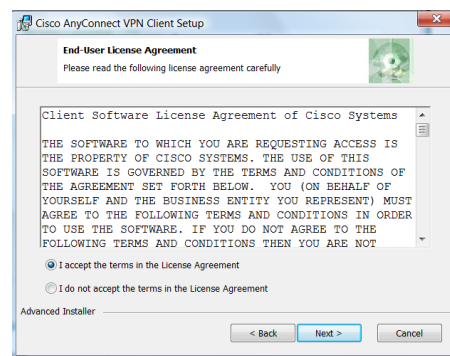 Cisco AnyConnect VPN Client Setup
End-User License Agreement
Please read the following license agreement carefully
Client Software License Agreement of Cisco Systems
THE SOFTWARE TO WHICH YOU ARE REQUESTING ACCESS IS
THE PROPERTY OF CISCO SYSTEMS. THE USE OF THIS
SOFTWARE IS GOVERNED BY THE TERMS AND CONDITIONS OF
THE AGREEMENT SET FORTH BELOW. YOU (ON BEHALF OF
YOURSELF AND THE BUSINESS ENTITY YOU REPRESENT) MUST
AGREE TO THE FOLLOWING TERMS AND CONDITIONS IN ORDER
TO USE THE SOFTWARE. IF YOU DO NOT AGREE TO THE
FOLLOWING TERMS AND CONDITIONS THEN YOU ARE NOT
I accept the terms in the License Agreement
I do not accept the terms in the License Agreement
Advanced Installer
< Back Next > Cancel